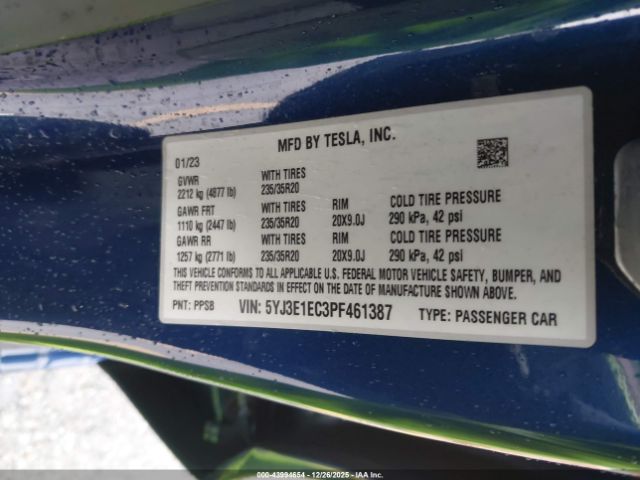 MFD BY TESLA, INC.
01/23
GVWR WITH TIRES
2212 kg (4877 lb) 235/35R20
GAWR FRT WITH TIRES RIM COLD TIRE PRESSURE
1110 kg (2447 lb) 235/35R20 20X9.0J 290 kPa, 42 psi
GAWR RR WITH TIRES RIM COLD TIRE PRESSURE
1257 kg (2771 lb) 235/35R20 20X9.0J 290 kPa, 42 psi
THIS VEHICLE CONFORMS TO ALL APPLICABLE U.S. FEDERAL MOTOR VEHICLE SAFETY, BUMPER, AND
THEFT PREVENTION STANDARDS IN EFFECT ON THE DATE OF MANUFACTURE SHOWN ABOVE.
PNT: PPSB VIN: 5YJ3E1EC3PF461387 TYPE: PASSENGER CAR
000-43994654 - 12/26/2025 - IAAI.COM